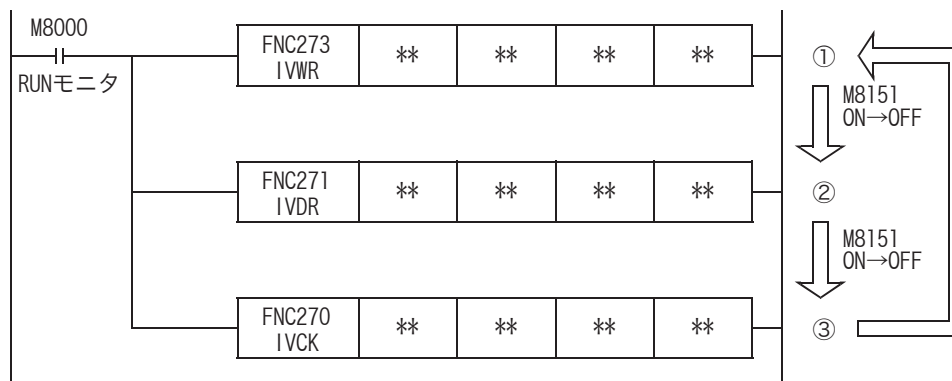 M8000
RUNモニタ
FNC273
IVWR
** ** ** **
①
M8151
ON→OFF
FNC271
IVDR
** ** ** **
②
M8151
ON→OFF
FNC270
IVCK
** ** ** **
③